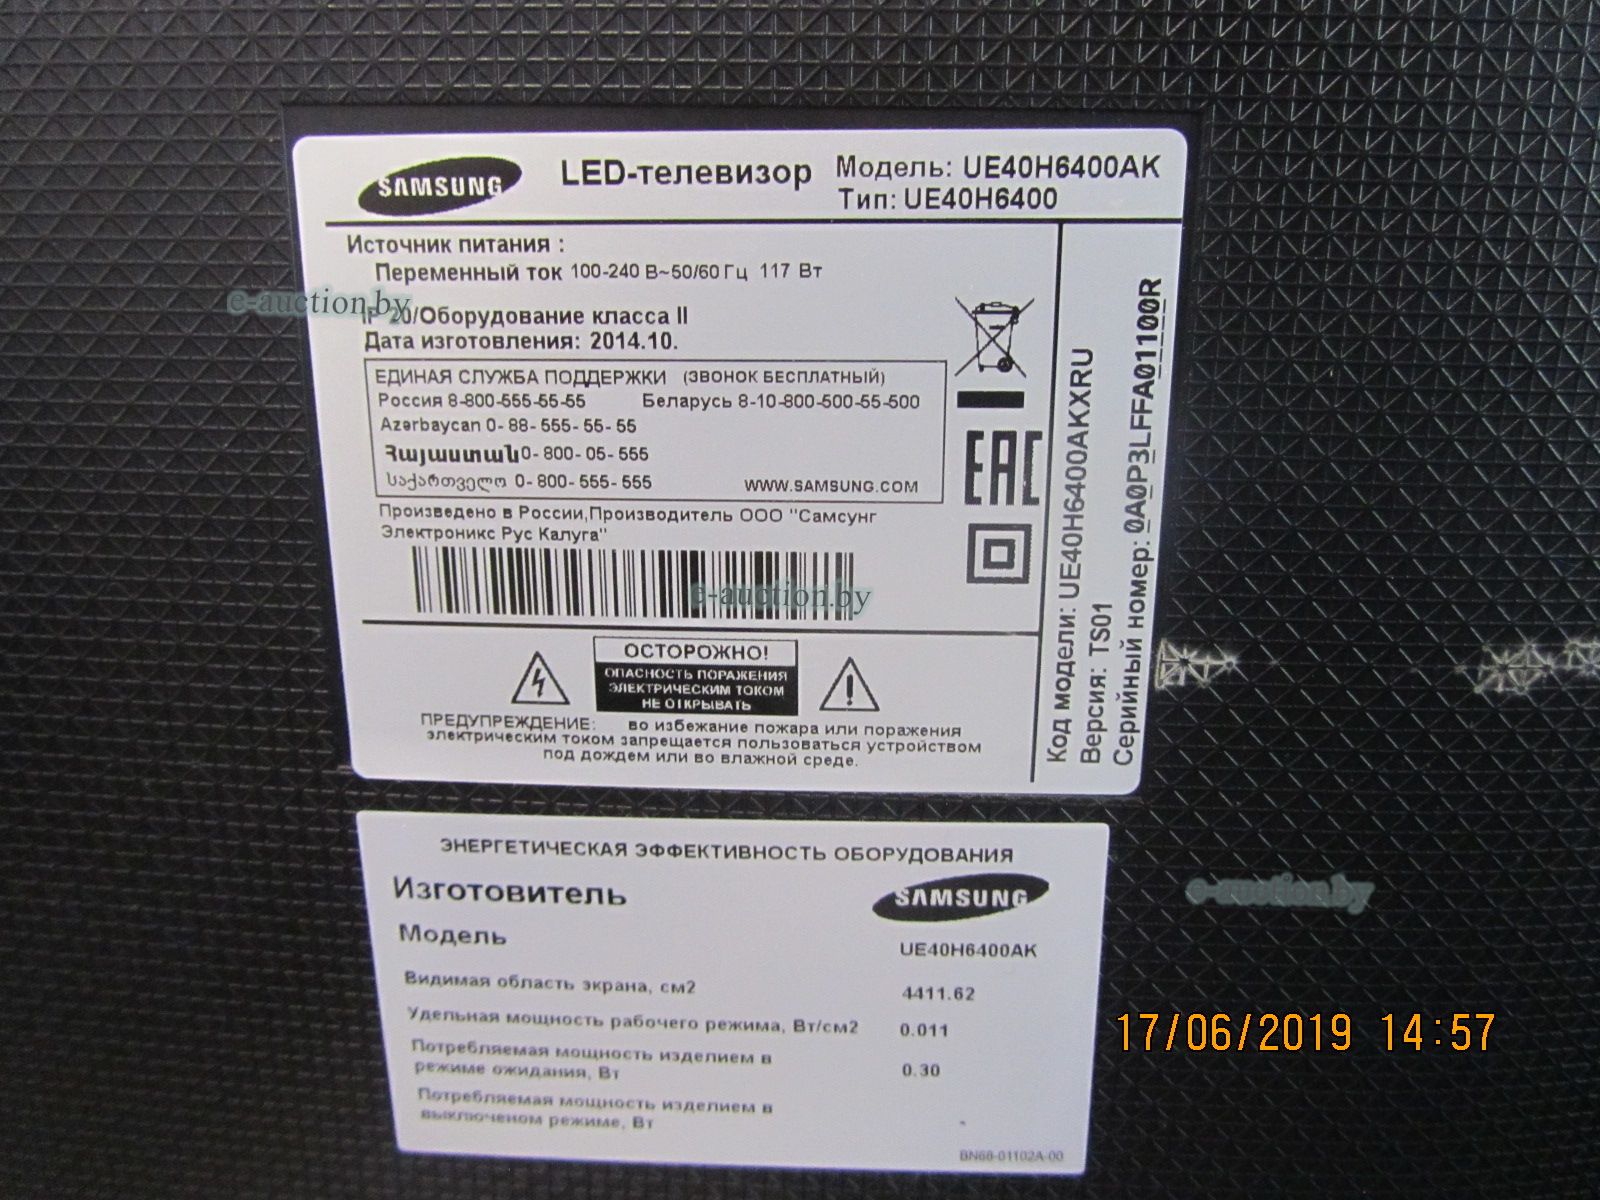 SAMSUNG LED-телевизор Модель: UE40H6400AK
Тип: UE40H6400
Источник питания :
Переменный ток 100-240 В~50/60 Гц 117 Вт
IP 20/Оборудование класса II
Дата изготовления: 2014.10.
ЕДИНАЯ СЛУЖБА ПОДДЕРЖКИ (ЗВОНОК БЕСПЛАТНЫЙ)
Россия 8-800-555-55-55 Беларусь 8-10-800-500-55-500
Azərbaycan 0-88-555-55-55
Հայաստան 0-800-05-555
საქართველო 0-800-555-555 WWW.SAMSUNG.COM
Произведено в России,Производитель ООО "Самсунг
Электроникс Рус Калуга"
EAC
ОСТОРОЖНО!
ОПАСНОСТЬ ПОРАЖЕНИЯ
ЭЛЕКТРИЧЕСКИМ ТОКОМ
НЕ ОТКРЫВАТЬ
ПРЕДУПРЕЖДЕНИЕ: во избежание пожара или поражения
электрическим током запрещается пользоваться устройством
под дождем или во влажной среде.
Код модели: UE40H6400AKXRU
Версия: TS01
Серийный номер: 0A0P3LFFA01100R
ЭНЕРГЕТИЧЕСКАЯ ЭФФЕКТИВНОСТЬ ОБОРУДОВАНИЯ
Изготовитель SAMSUNG
Модель UE40H6400AK
Видимая область экрана, см2 4411.62
Удельная мощность рабочего режима, Вт/см2 0.011
Потребляемая мощность изделием в
режиме ожидания, Вт 0.30
Потребляемая мощность изделием в
выключеном режиме, Вт -
BN68-01102A-00
e-auction.by
e-auction.by
e-auction.by
17/06/2019 14:57